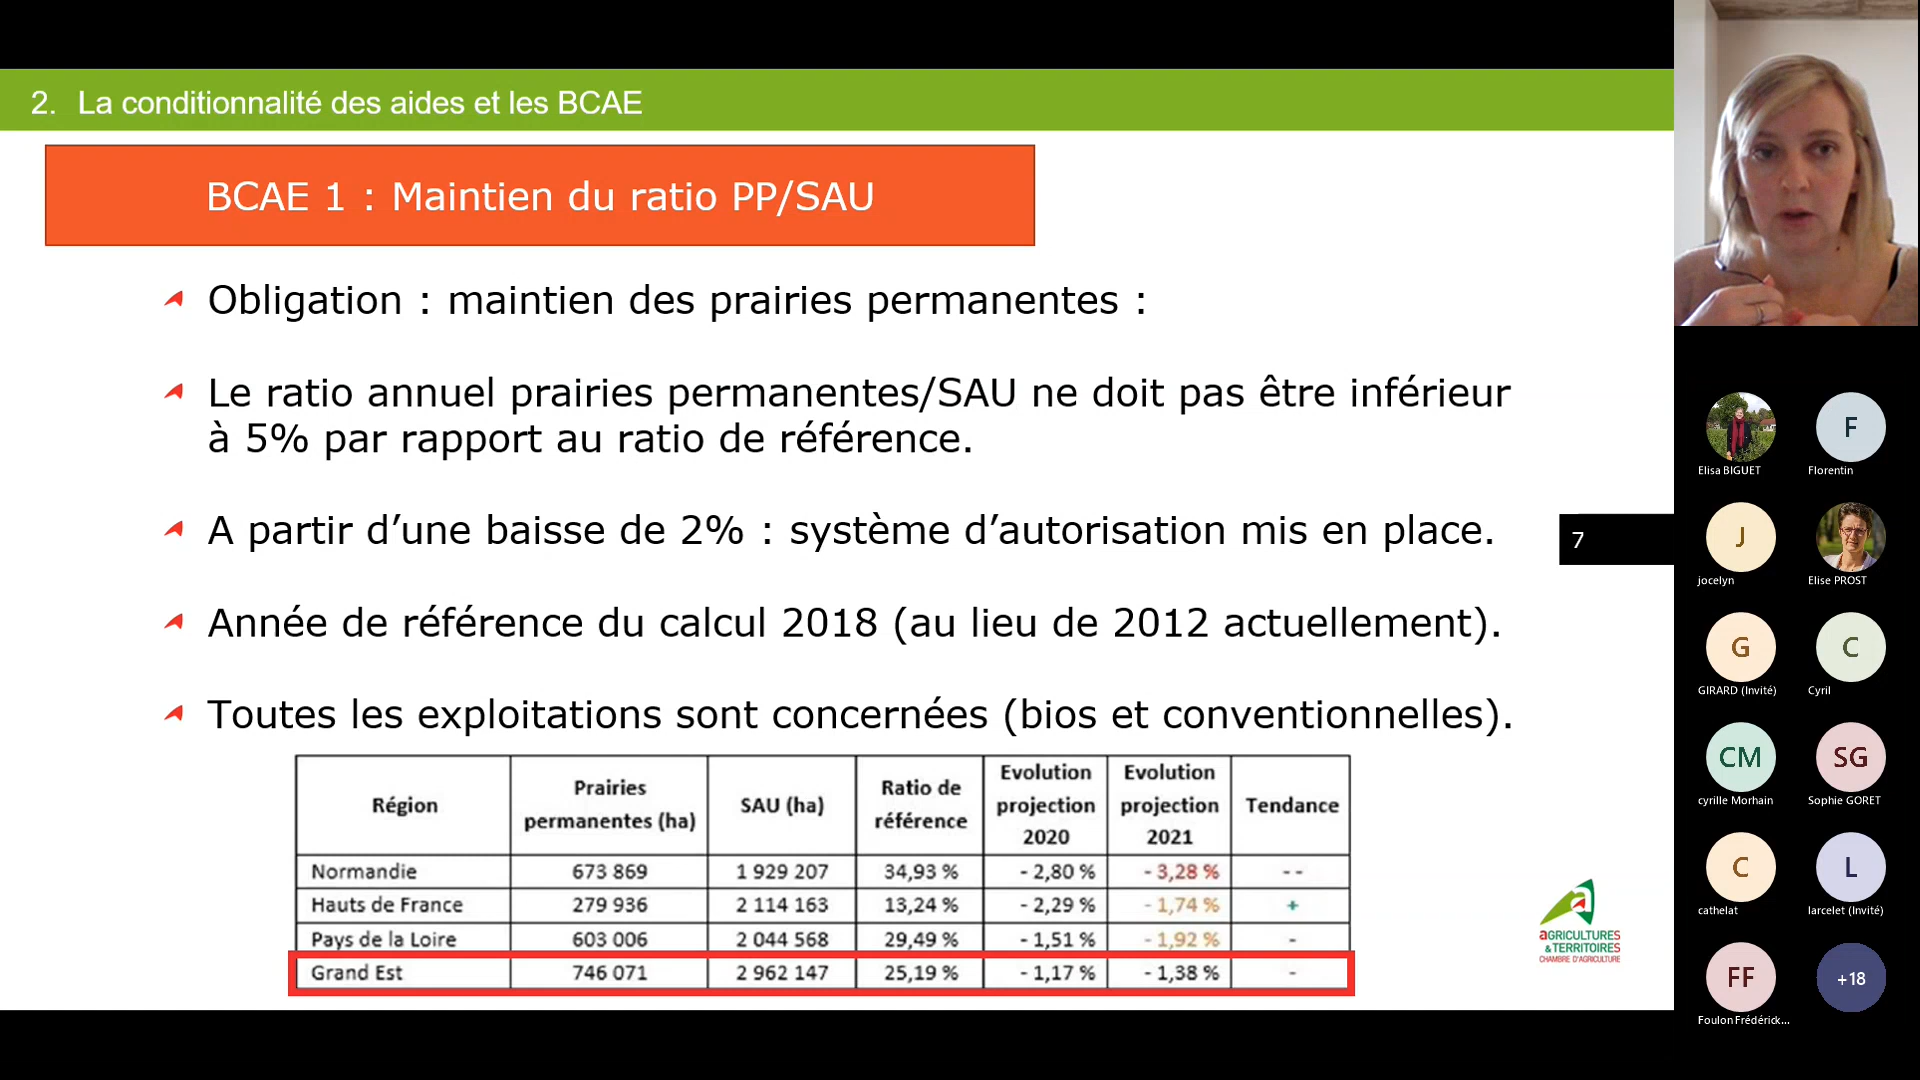 2. La conditionnalité des aides et les BCAE
BCAE 1 : Maintien du ratio PP/SAU
Obligation : maintien des prairies permanentes :
Le ratio annuel prairies permanentes/SAU ne doit pas être inférieur
à 5% par rapport au ratio de référence.
A partir d’une baisse de 2% : système d’autorisation mis en place.
7
Année de référence du calcul 2018 (au lieu de 2012 actuellement).
Toutes les exploitations sont concernées (bios et conventionnelles).
Région Prairies permanentes (ha) SAU (ha) Ratio de référence Evolution projection 2020 Evolution projection 2021 Tendance
Normandie 673 869 1 929 207 34,93 % - 2,80 % - 3,28 % - -
Hauts de France 279 936 2 114 163 13,24 % - 2,29 % - 1,74 % +
Pays de la Loire 603 006 2 044 568 29,49 % - 1,51 % - 1,92 % -
Grand Est 746 071 2 962 147 25,19 % - 1,17 % - 1,38 % -
a
aGRICULTURES
& TERRITOIRES
CHAMBRE D'AGRICULTURE
F
Elisa BIGUET Florentin
J
jocelyn Elise PROST
G C
GIRARD (Invité) Cyril
CM SG
cyrille Morhain Sophie GORET
C L
cathelat larcelet (Invité)
FF +18
Foulon Frédérick...